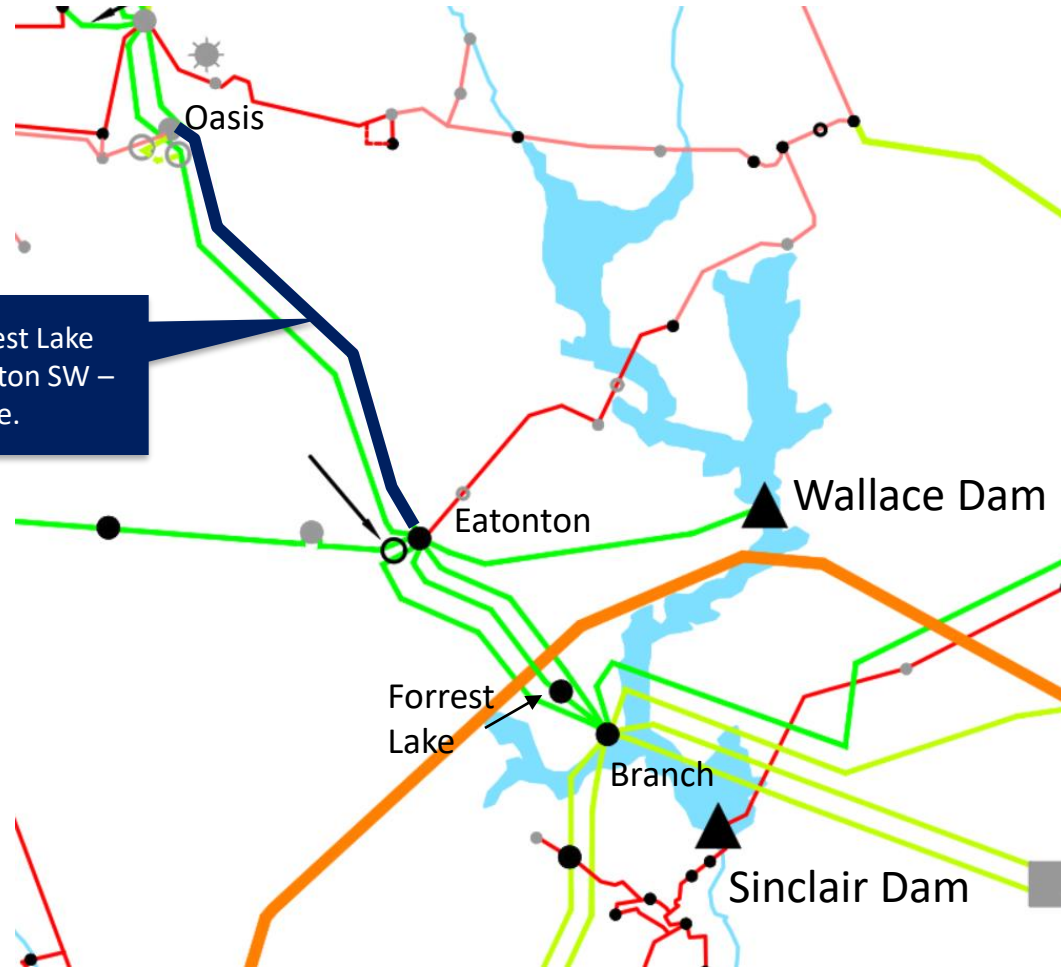 Oasis
est Lake
ton SW –
e.
Eatonton
Wallace Dam
Forrest
Lake
Branch
Sinclair Dam